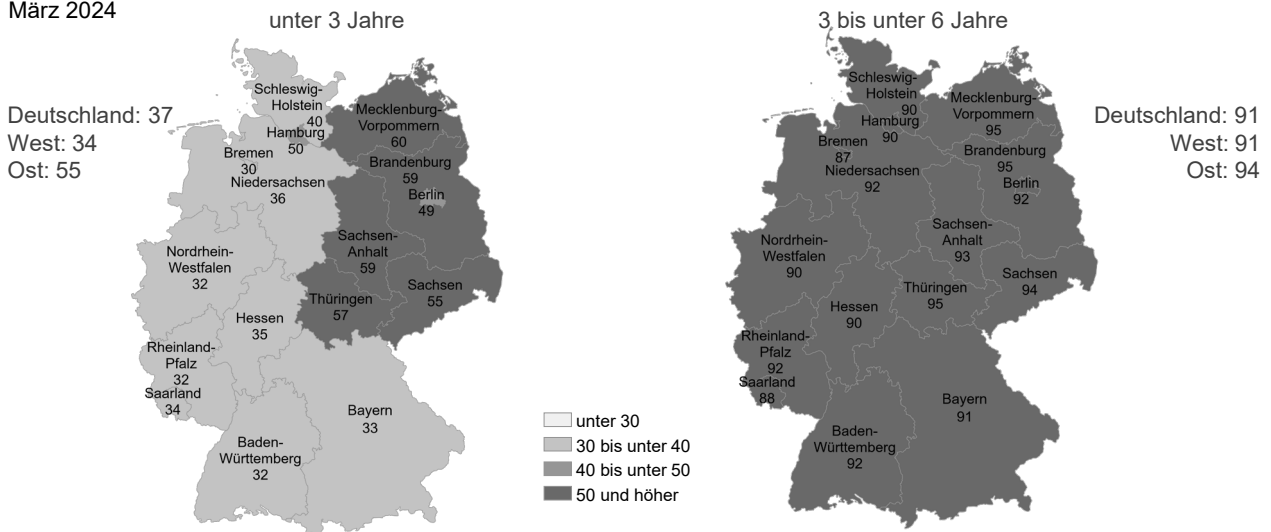 März 2024
unter 3 Jahre
Deutschland: 37
West: 34
Ost: 55
Schleswig-
Holstein
40
Hamburg
50
Mecklenburg-
Vorpommern
60
Bremen
30
Niedersachsen
36
Brandenburg
59
Berlin
49
Sachsen-
Anhalt
59
Nordrhein-
Westfalen
32
Sachsen
55
Thüringen
57
Hessen
35
Rheinland-
Pfalz
32
Saarland
34
Bayern
33
Baden-
Württemberg
32
unter 30
30 bis unter 40
40 bis unter 50
50 und höher
3 bis unter 6 Jahre
Deutschland: 91
West: 91
Ost: 94
Schleswig-
Holstein
90
Hamburg
90
Mecklenburg-
Vorpommern
95
Bremen
87
Niedersachsen
92
Brandenburg
95
Berlin
92
Sachsen-
Anhalt
93
Nordrhein-
Westfalen
90
Sachsen
94
Thüringen
95
Hessen
90
Rheinland-
Pfalz
92
Saarland
88
Bayern
91
Baden-
Württemberg
92